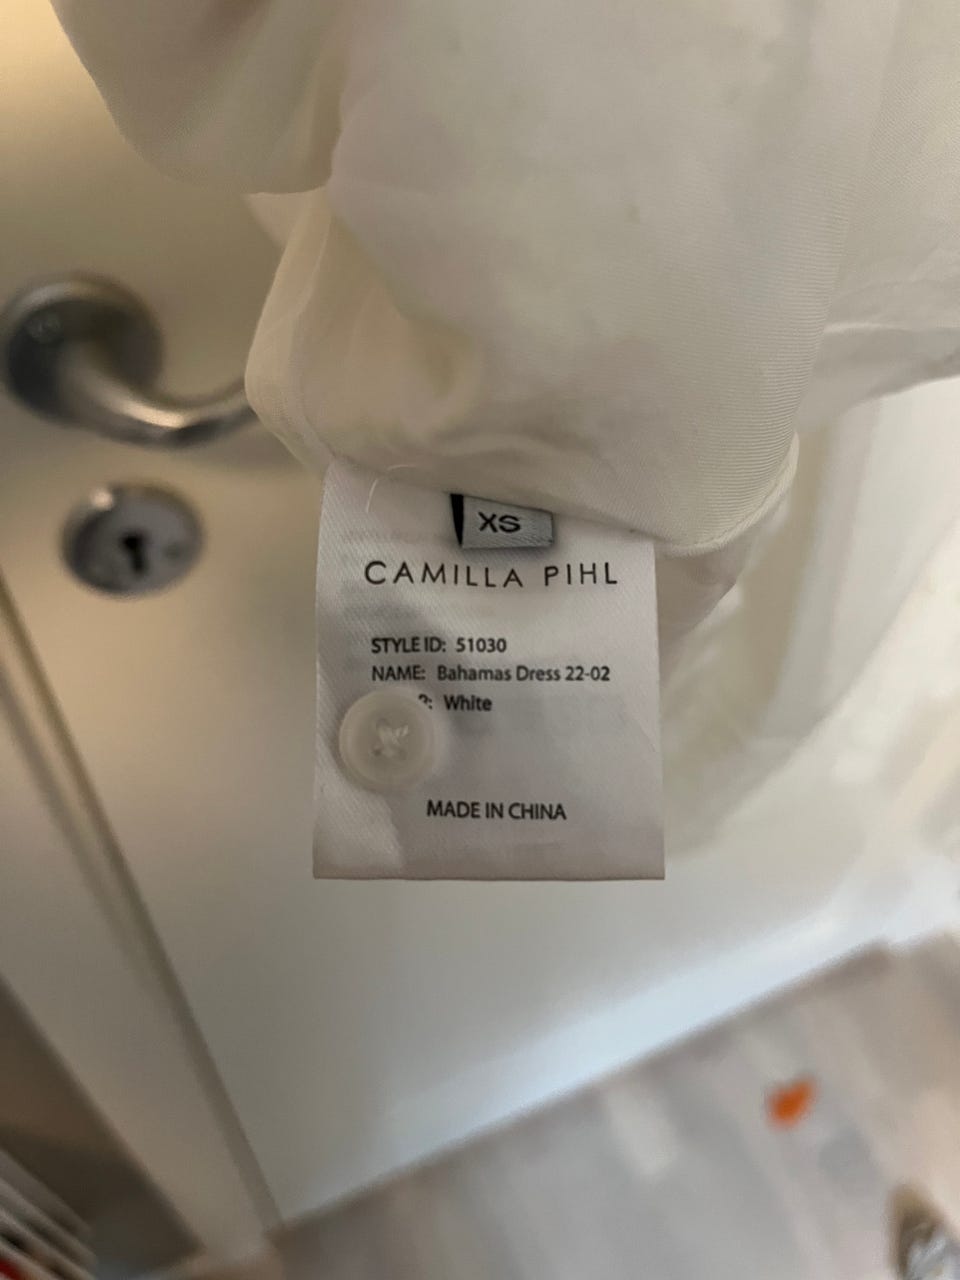 XS
CAMILLA PIHL
STYLE ID: 51030
NAME: Bahamas Dress 22-02
: White
MADE IN CHINA